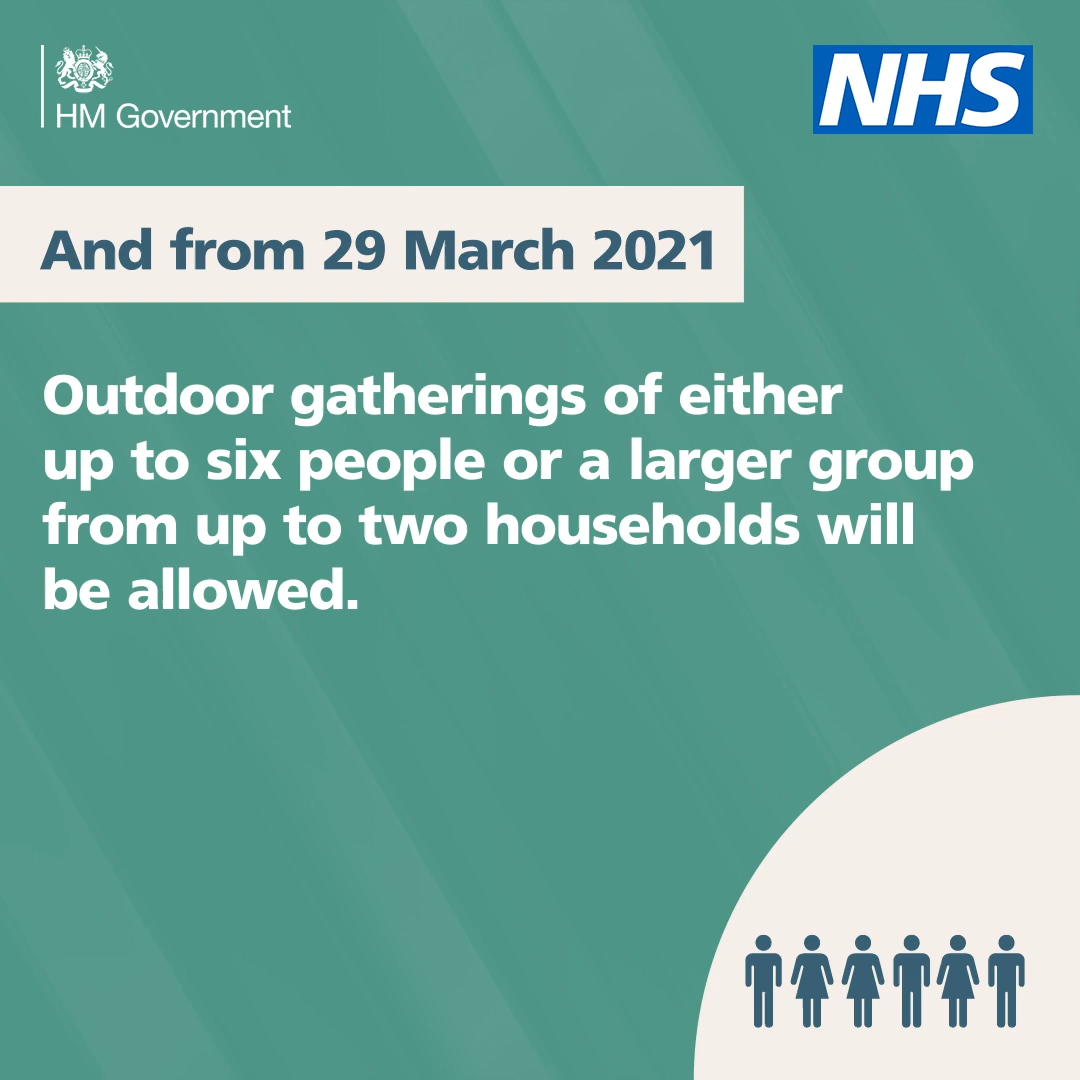 HM Government
NHS
And from 29 March 2021
Outdoor gatherings of either
up to six people or a larger group
from up to two households will
be allowed.